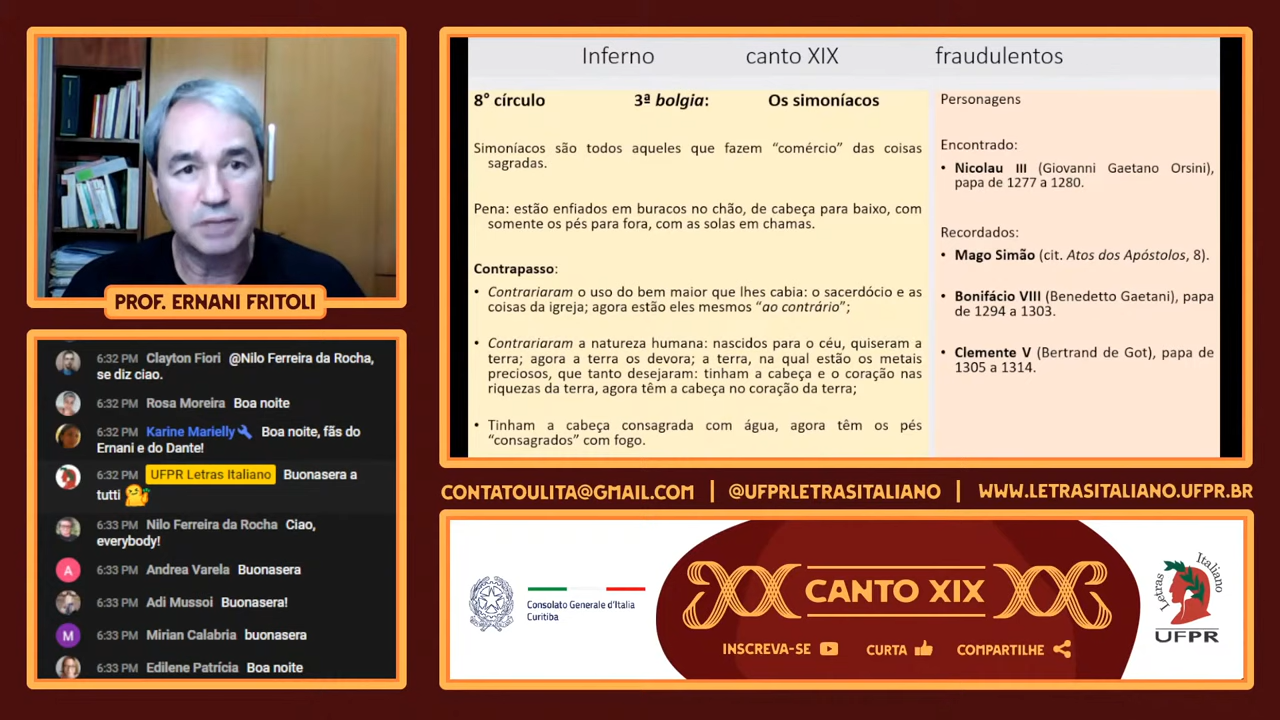 PROF. ERNANI FRITOLI
6:32 PM Clayton Fiori @Nilo Ferreira da Rocha,
se diz ciao.
6:32 PM Rosa Moreira Boa noite
6:32 PM Karine Marielly Boa noite, fãs do
Ernani e do Dante!
6:32 PM UFPR Letras Italiano Buonasera a
tutti
6:33 PM Nilo Ferreira da Rocha Ciao,
everybody!
A
6:33 PM Andrea Varela Buonasera
6:33 PM Adi Mussoi Buonasera!
M
6:33 PM Mirian Calabria buonasera
6:33 PM Edilene Patrícia Boa noite
Inferno canto XIX fraudulentos
8° círculo 3ª bolgia: Os simoníacos
Simoníacos são todos aqueles que fazem “comércio” das coisas
sagradas.
Pena: estão enfiados em buracos no chão, de cabeça para baixo, com
somente os pés para fora, com as solas em chamas.
Contrapasso:
• Contrariaram o uso do bem maior que lhes cabia: o sacerdócio e as
coisas da igreja; agora estão eles mesmos “ao contrário”;
• Contrariaram a natureza humana: nascidos para o céu, quiseram a
terra; agora a terra os devora; a terra, na qual estão os metais
preciosos, que tanto desejaram: tinham a cabeça e o coração nas
riquezas da terra, agora têm a cabeça no coração da terra;
• Tinham a cabeça consagrada com água, agora têm os pés
“consagrados” com fogo.
Personagens
Encontrado:
• Nicolau III (Giovanni Gaetano Orsini),
papa de 1277 a 1280.
Recordados:
• Mago Simão (cit. Atos dos Apóstolos, 8).
• Bonifácio VIII (Benedetto Gaetani), papa
de 1294 a 1303.
• Clemente V (Bertrand de Got), papa de
1305 a 1314.
CONTATOULITA@GMAIL.COM | @UFPRLETRASITALIANO | WWW.LETRASITALIANO.UFPR.BR
Consolato Generale d'Italia
Curitiba
CANTO XIX
INSCREVA-SE CURTA COMPARTILHE
Letras Italiano
UFPR